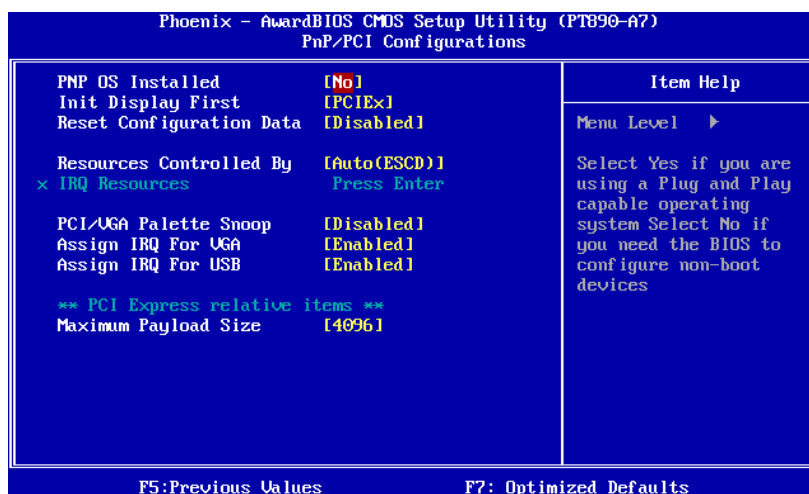 Phoenix - AwardBIOS CMOS Setup Utility (PT890-A7)
PnP/PCI Configurations
PNP OS Installed [No]
Init Display First [PCIEx]
Reset Configuration Data [Disabled]
Resources Controlled By [Auto(ESCD)]
x IRQ Resources Press Enter
PCI/VGA Palette Snoop [Disabled]
Assign IRQ For VGA [Enabled]
Assign IRQ For USB [Enabled]
** PCI Express relative items **
Maximum Payload Size [4096]
Item Help
Menu Level
Select Yes if you are
using a Plug and Play
capable operating
system Select No if
you need the BIOS to
configure non-boot
devices
F5:Previous Values F7: Optimized Defaults